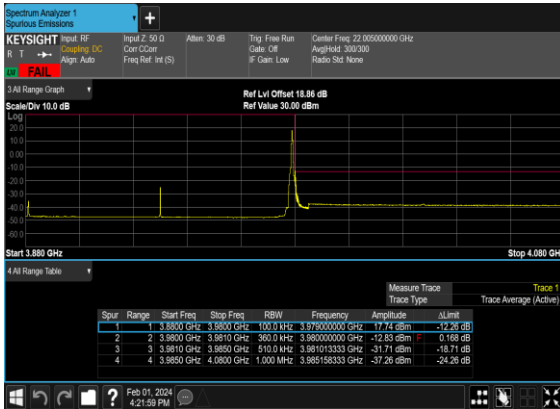 Spectrum Analyzer 1
Spurious Emissions
+
KEYSIGHT Input: RF Input Z: 50 Ω Atten: 30 dB Trig: Free Run Center Freq: 22.005000000 GHz
R T Coupling: DC Corr CCorr Gate: Off Avg|Hold: 300/300
Align: Auto Freq Ref: Int (S) IF Gain: Low Radio Std: None
FAIL
3 All Range Graph
Ref Lvl Offset 18.86 dB
Scale/Div 10.0 dB Ref Value 30.00 dBm
Log
20.0
10.0
0.00
-10.0
-20.0
-30.0
-40.0
-50.0
-60.0
Start 3.880 GHz Stop 4.080 GH
4 All Range Table
Measure Trace Trace 1
Trace Type Trace Average (Active)
Spur Range Start Freq Stop Freq RBW Frequency Amplitude ΔLimit
1 1 3.8800 GHz 3.9800 GHz 100.0 kHz 3.979000000 GHz 17.74 dBm -12.26 dB
2 2 3.9800 GHz 3.9810 GHz 360.0 kHz 3.980000000 GHz -12.83 dBm F 0.168 dB
3 3 3.9810 GHz 3.9850 GHz 510.0 kHz 3.981013333 GHz -31.71 dBm -18.71 dB
4 4 3.9850 GHz 4.0800 GHz 1.000 MHz 3.985158333 GHz -37.26 dBm -24.26 dB
? Feb 01, 2024
4:21:59 PM